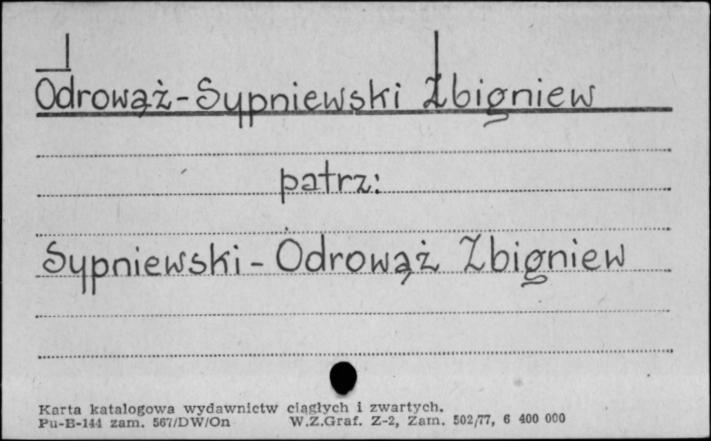 Odrowąż-Sypniewski Zbigniew
patrz:
Sypniewski-Odrowąż Zbigniew
Karta katalogowa wydawnictw ciągłych i zwartych.
Pu-B-144 zam. 567/DW/On W.Z.Graf. Z-2, Zam. 502/77, 6 400 000